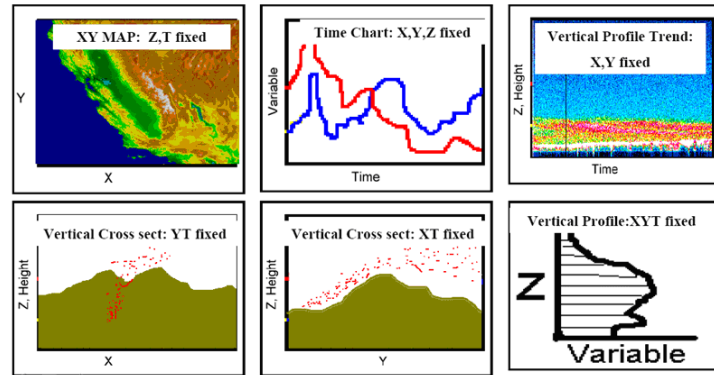 XY MAP: Z,T fixed
Y
X
Time Chart: X,Y,Z fixed
Variable
Time
Vertical Profile Trend:
X,Y fixed
Z, Height
Time
Vertical Cross sect: YT fixed
Z, Height
X
Vertical Cross sect: XT fixed
Z, Height
Y
Vertical Profile:XYT fixed
Z
Variable